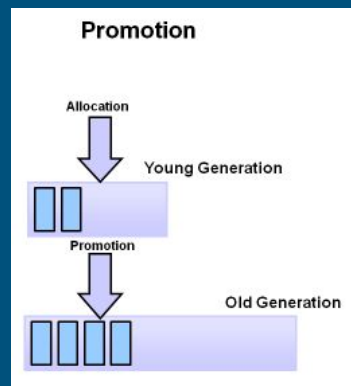 Promotion
Allocation
Young Generation
Promotion
Old Generation